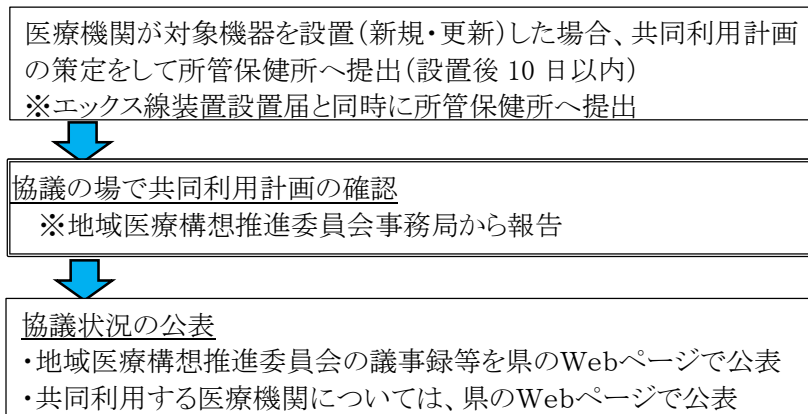 医療機関が対象機器を設置(新規・更新)した場合、共同利用計画
の策定をして所管保健所へ提出(設置後 10 日以内)
※エックス線装置設置届と同時に所管保健所へ提出
協議の場で共同利用計画の確認
※地域医療構想推進委員会事務局から報告
協議状況の公表
・地域医療構想推進委員会の議事録等を県のWebページで公表
・共同利用する医療機関については、県のWebページで公表